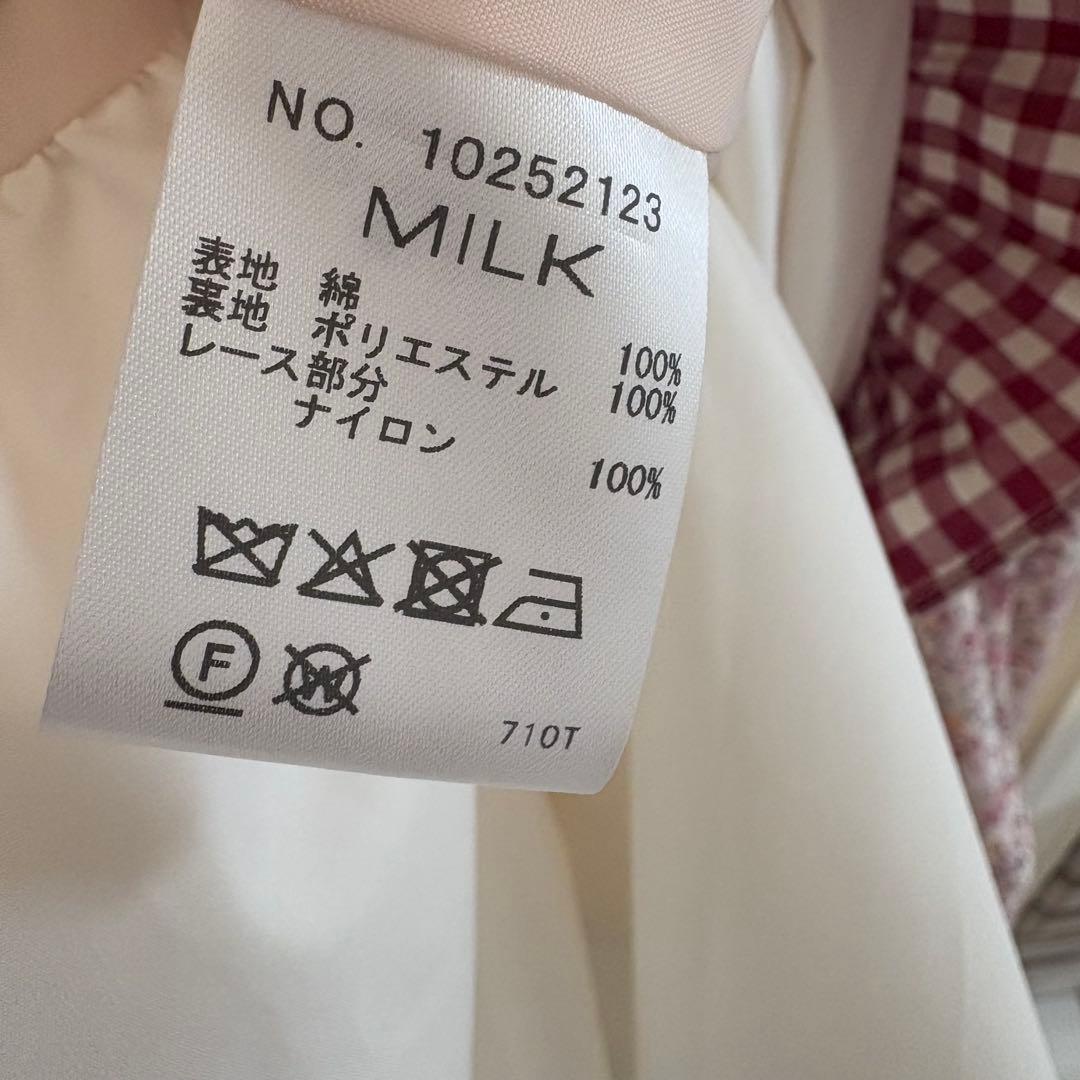 NO. 10252123
MILK
表地 綿 100%
裏地 ポリエステル 100%
レース部分
ナイロン 100%
F
W
710T